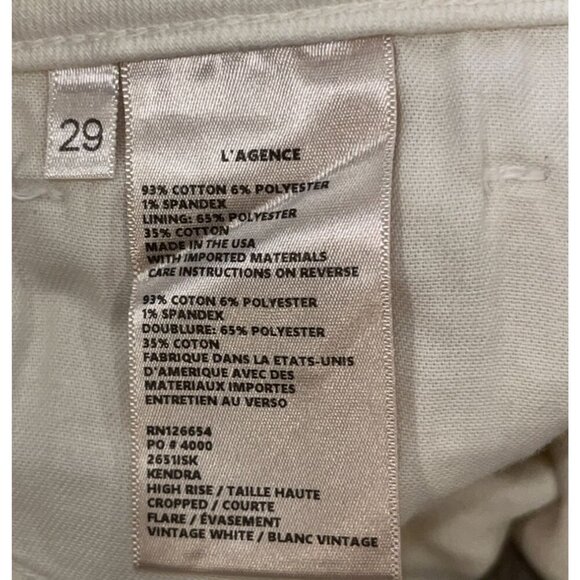 29
L'AGENCE
93% COTTON 6% POLYESTER
1% SPANDEX
LINING: 65% POLYESTER
35% COTTON
MADE IN THE USA
WITH IMPORTED MATERIALS
CARE INSTRUCTIONS ON REVERSE
93% COTON 6% POLYESTER
1% SPANDEX
DOUBLURE: 65% POLYESTER
35% COTON
FABRIQUE DANS LA ETATS-UNIS
D'AMERIQUE AVEC DES
MATERIAUX IMPORTES
ENTRETIEN AU VERSO
RN126654
PO # 4000
2651ISK
KENDRA
HIGH RISE / TAILLE HAUTE
CROPPED / COURTE
FLARE / ÉVASEMENT
VINTAGE WHITE / BLANC VINTAGE